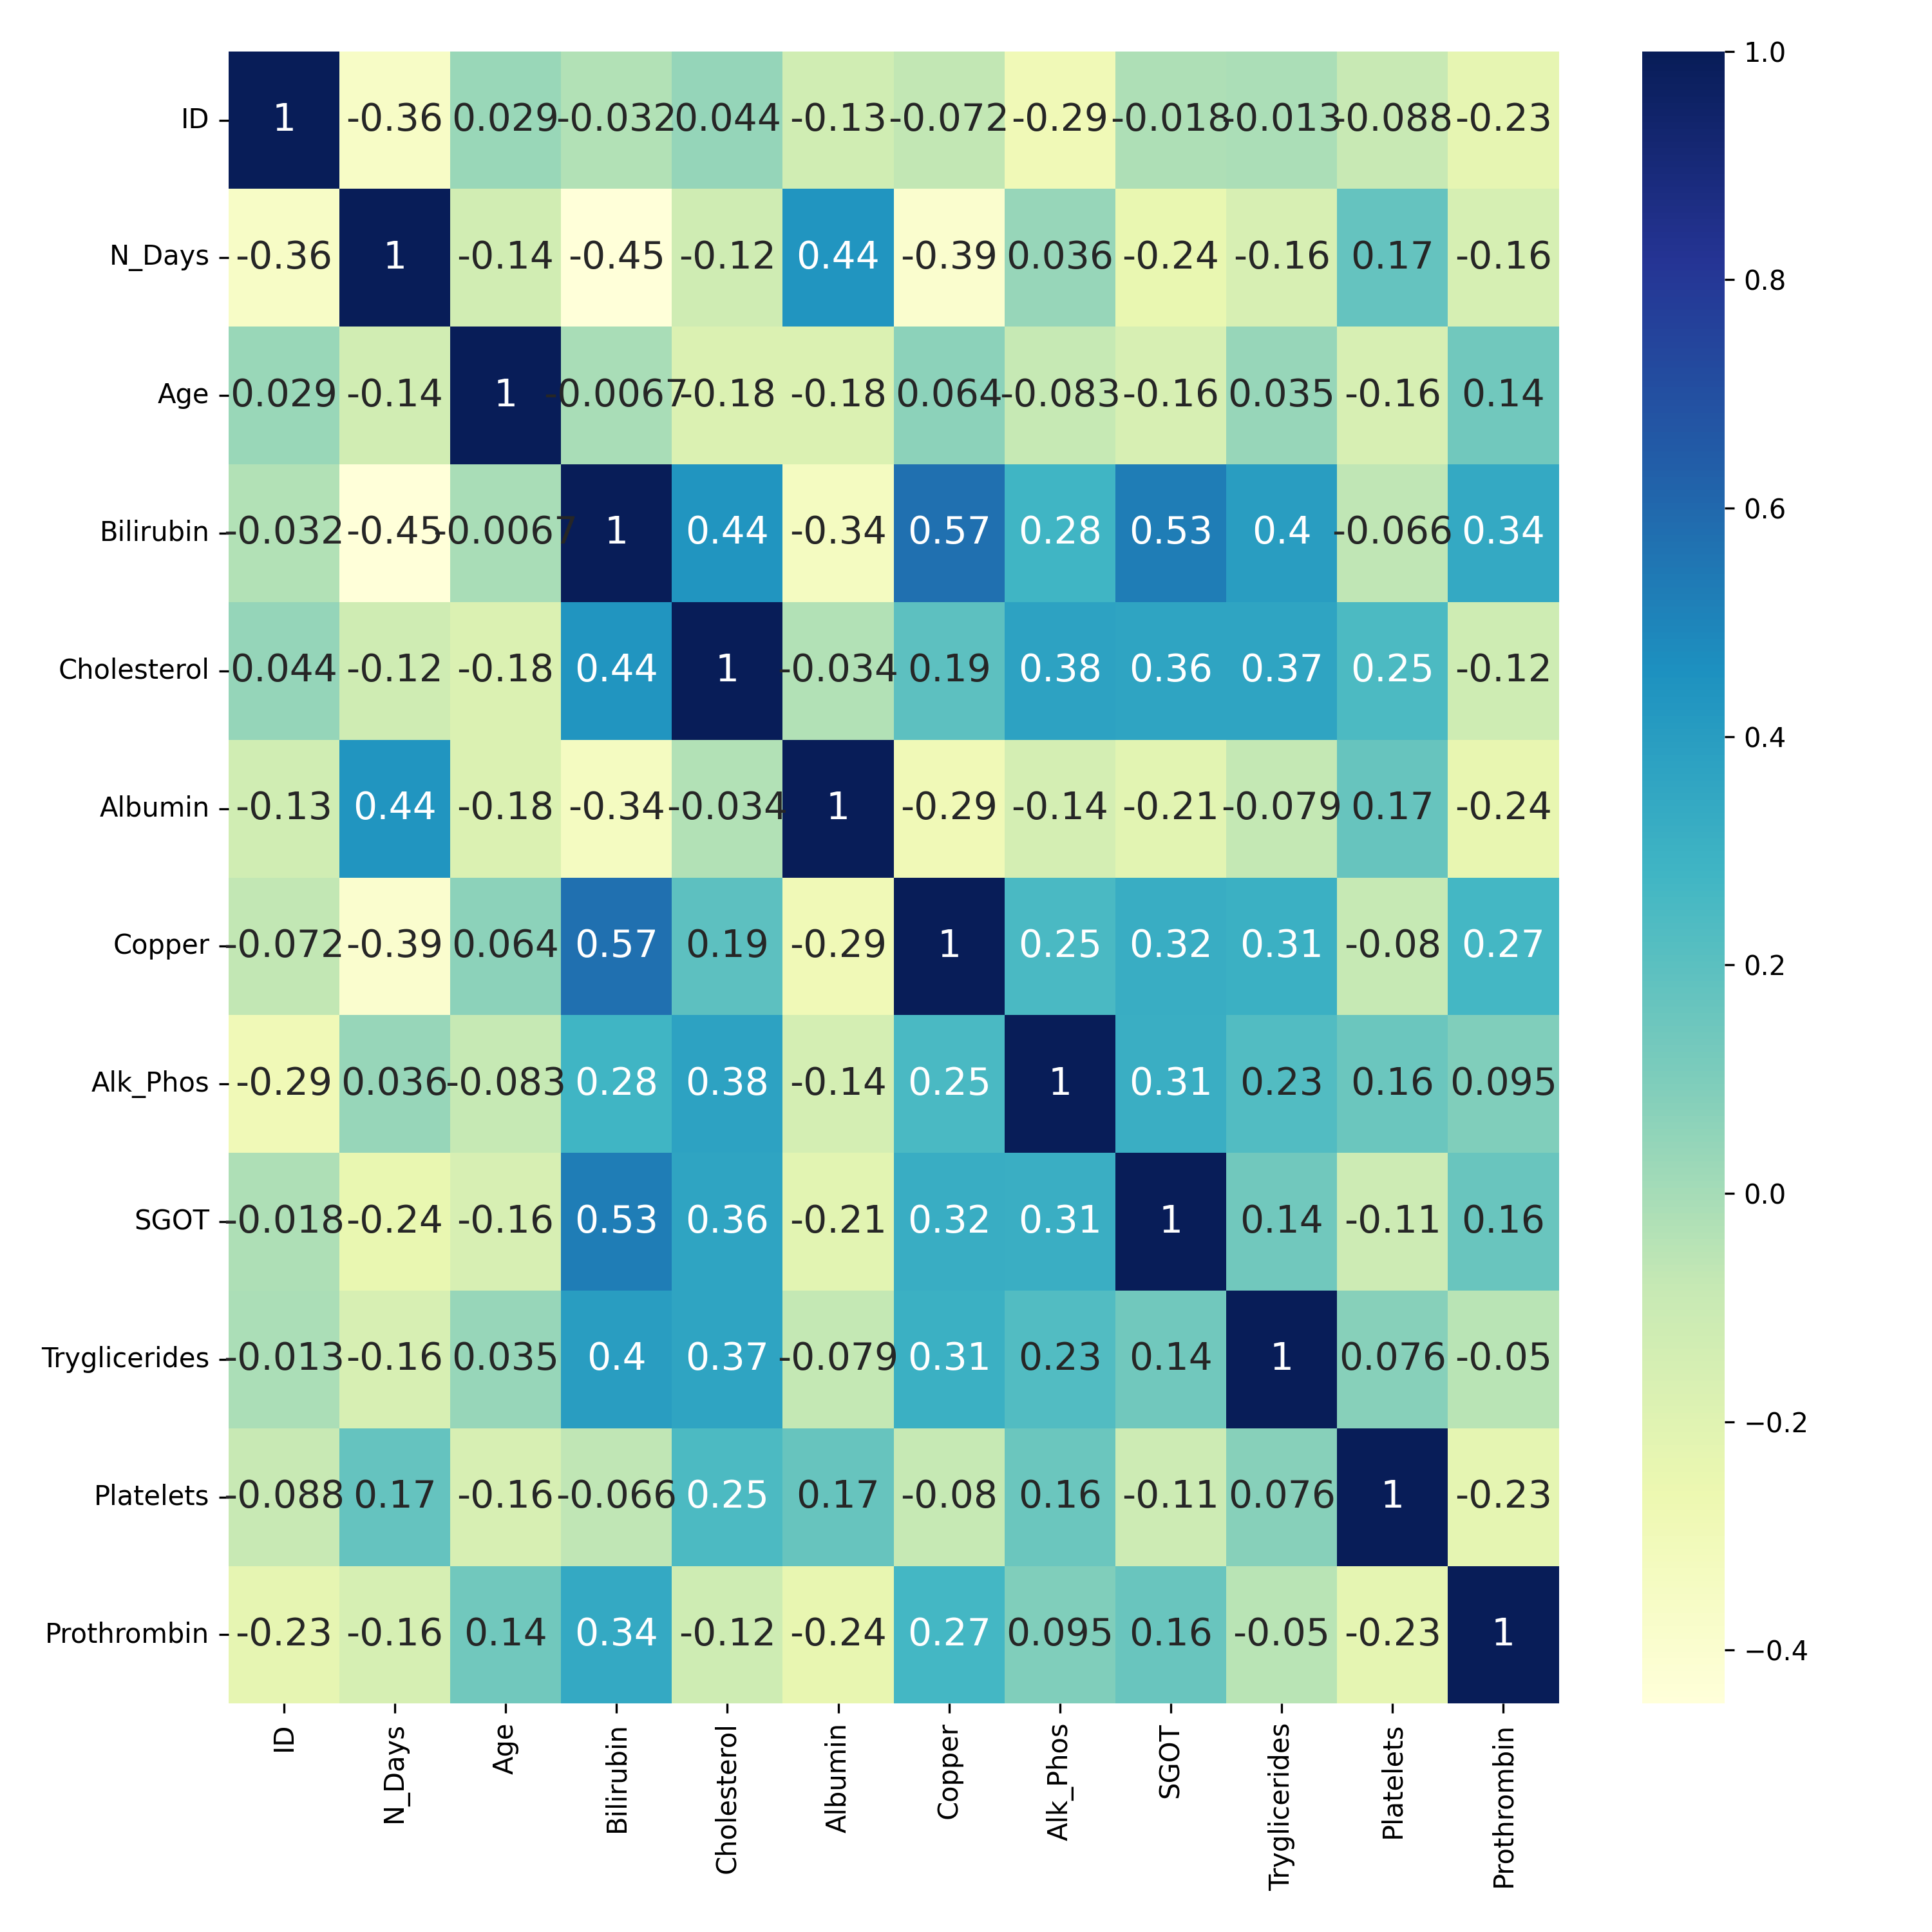 ID 1 -0.36 0.029 -0.032 0.044 -0.13 -0.072 -0.29 -0.018 -0.013 -0.088 -0.23
N_Days -0.36 1 -0.14 -0.45 -0.12 0.44 -0.39 0.036 -0.24 -0.16 0.17 -0.16
Age 0.029 -0.14 1 -0.0067 -0.18 -0.18 0.064 -0.083 -0.16 0.035 -0.16 0.14
Bilirubin -0.032 -0.45 -0.0067 1 0.44 -0.34 0.57 0.28 0.53 0.4 -0.066 0.34
Cholesterol 0.044 -0.12 -0.18 0.44 1 -0.034 0.19 0.38 0.36 0.37 0.25 -0.12
Albumin -0.13 0.44 -0.18 -0.34 -0.034 1 -0.29 -0.14 -0.21 -0.079 0.17 -0.24
Copper -0.072 -0.39 0.064 0.57 0.19 -0.29 1 0.25 0.32 0.31 -0.08 0.27
Alk_Phos -0.29 0.036 -0.083 0.28 0.38 -0.14 0.25 1 0.31 0.23 0.16 0.095
SGOT -0.018 -0.24 -0.16 0.53 0.36 -0.21 0.32 0.31 1 0.14 -0.11 0.16
Tryglicerides -0.013 -0.16 0.035 0.4 0.37 -0.079 0.31 0.23 0.14 1 0.076 -0.05
Platelets -0.088 0.17 -0.16 -0.066 0.25 0.17 -0.08 0.16 -0.11 0.076 1 -0.23
Prothrombin -0.23 -0.16 0.14 0.34 -0.12 -0.24 0.27 0.095 0.16 -0.05 -0.23 1
ID N_Days Age Bilirubin Cholesterol Albumin Copper Alk_Phos SGOT Tryglicerides Platelets Prothrombin
1.0
0.8
0.6
0.4
0.2
0.0
−0.2
−0.4